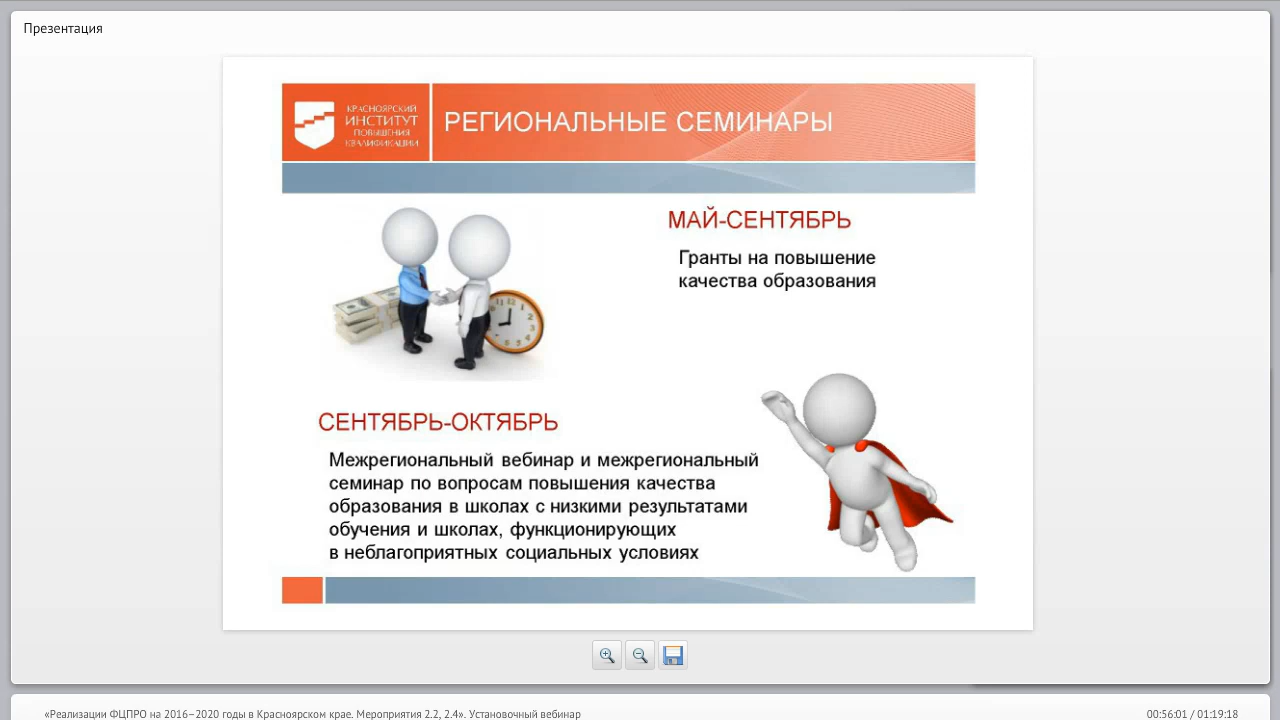 Презентация
КРАСНОЯРСКИЙ
ИНСТИТУТ
ПОВЫШЕНИЯ
КВАЛИФИКАЦИИ
РЕГИОНАЛЬНЫЕ СЕМИНАРЫ
МАЙ-СЕНТЯБРЬ
Гранты на повышение
качества образования
СЕНТЯБРЬ-ОКТЯБРЬ
Межрегиональный вебинар и межрегиональный
семинар по вопросам повышения качества
образования в школах с низкими результатами
обучения и школах, функционирующих
в неблагоприятных социальных условиях
«Реализации ФЦПРО на 2016–2020 годы в Красноярском крае. Мероприятия 2.2, 2.4». Установочный вебинар
00:56:01 / 01:19:18